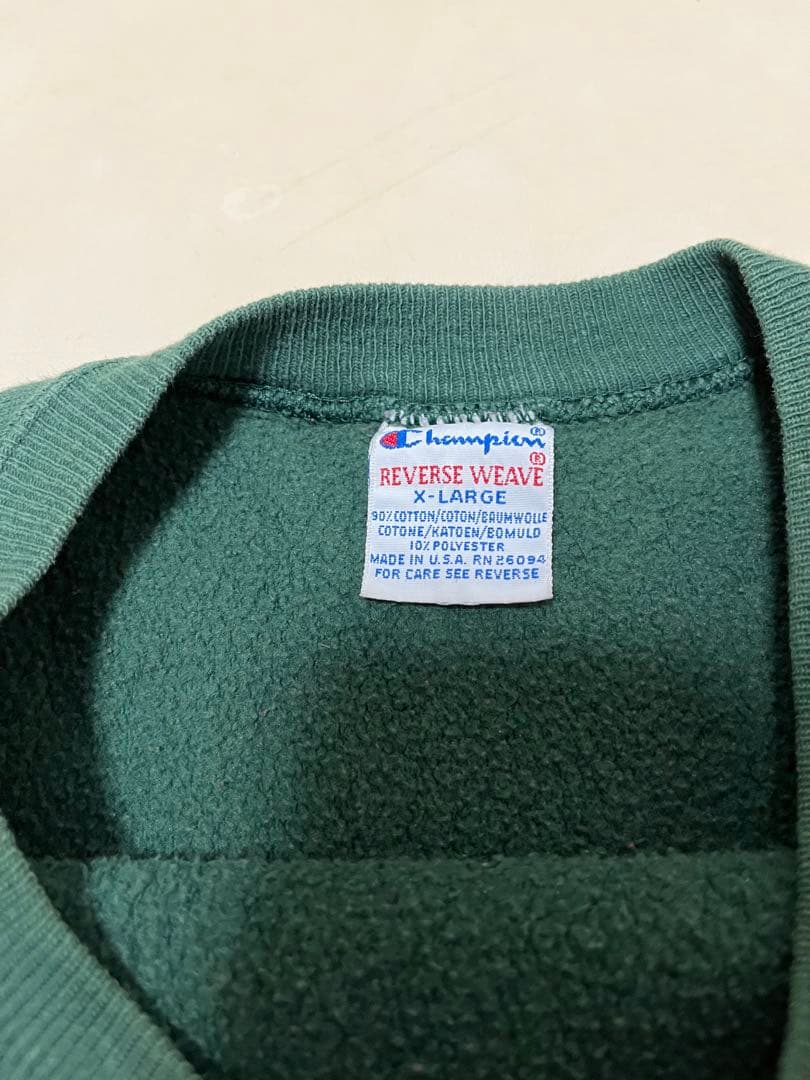 Champion®
REVERSE WEAVE®
X-LARGE
90% COTTON/COTON/BAUMWOLLE
COTONE/KATOEN/BOMULD
10% POLYESTER
MADE IN U.S.A. RN 26094
FOR CARE SEE REVERSE